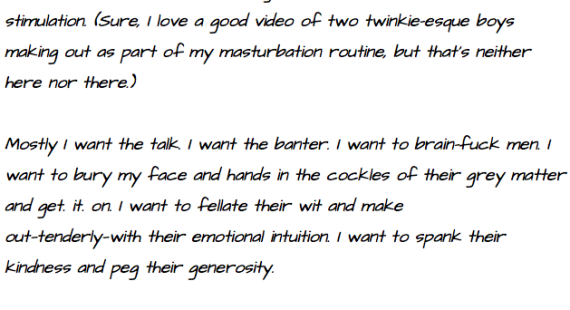 stimulation. (Sure, I love a good video of two twinkie-esque boys
making out as part of my masturbation routine, but that's neither
here nor there.)
Mostly I want the talk. I want the banter. I want to brain-fuck men. I
want to bury my face and hands in the cockles of their grey matter
and get. it. on. I want to fellate their wit and make
out-tenderly-with their emotional intuition. I want to spank their
kindness and peg their generosity.